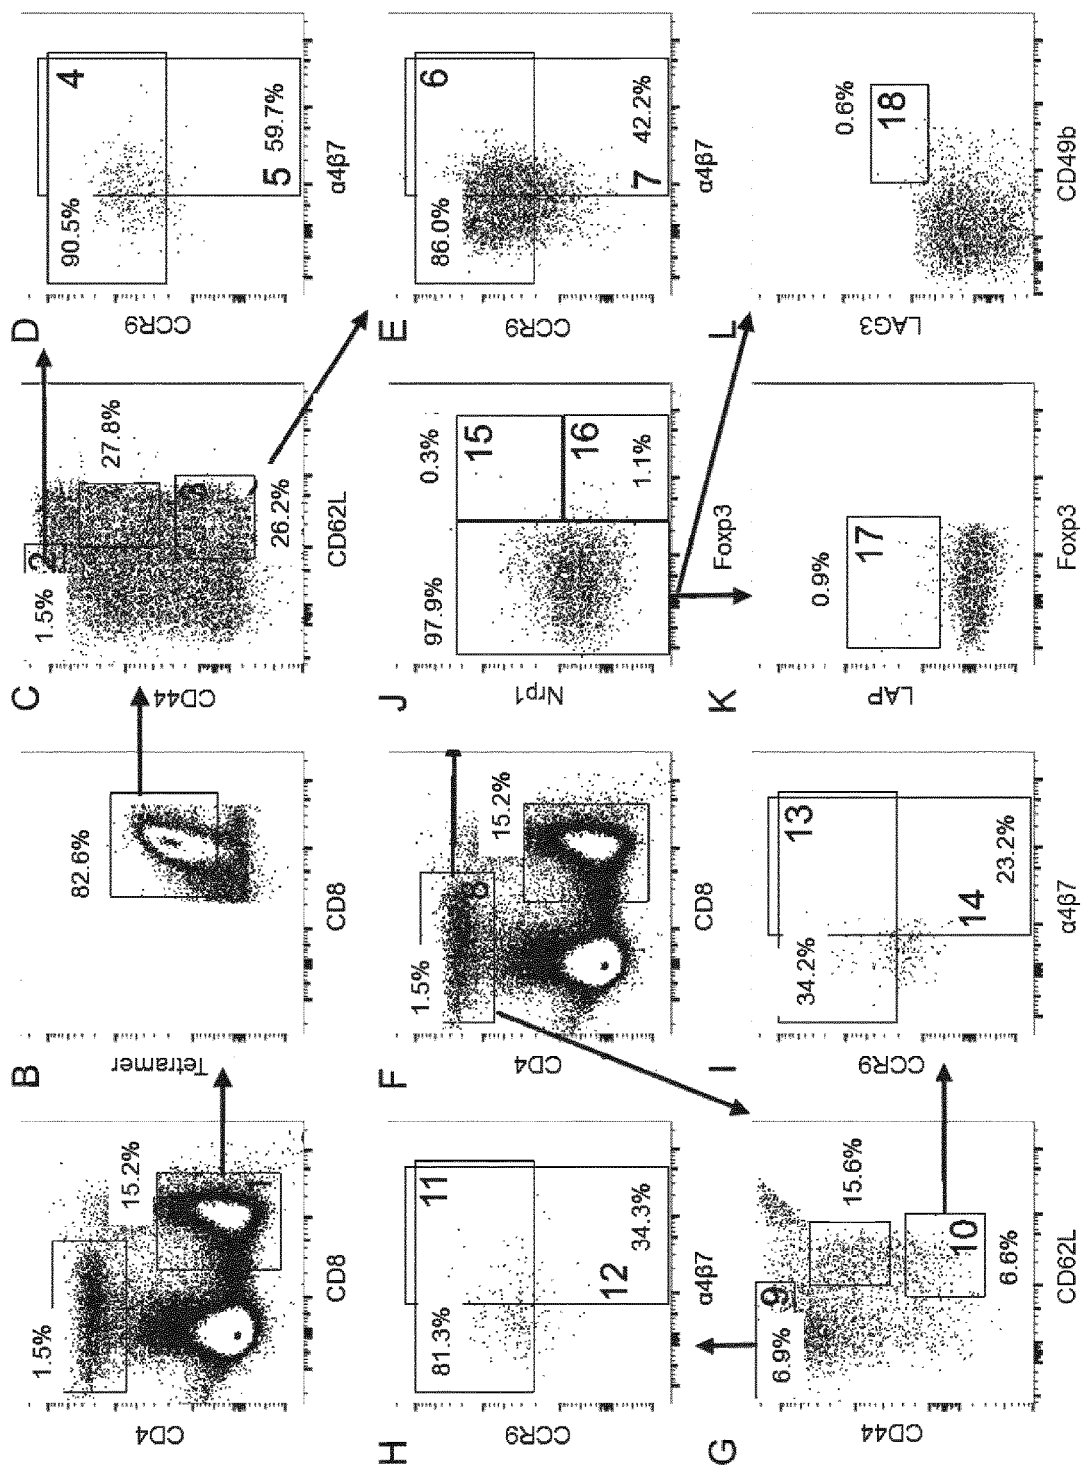 1.5%
15.2%
CD4
CD8
B
82.6%
Tetramer
CD8
C
1.5%
2
27.8%
3
26.2%
CD44
CD62L
D
90.5%
4
5
59.7%
CCR9
α4β7
H
81.3%
11
12
34.3%
CCR9
α4β7
F
1.5%
8
15.2%
CD4
CD8
J
97.9%
0.3%
15
16
1.1%
Nrp1
Foxp3
E
86.0%
6
7
42.2%
CCR9
α4β7
G
6.9%
9
15.6%
10
6.6%
CD44
CD62L
I
34.2%
13
14
23.2%
CCR9
α4β7
K
0.9%
17
LAP
Foxp3
L
0.6%
18
LAG3
CD49b